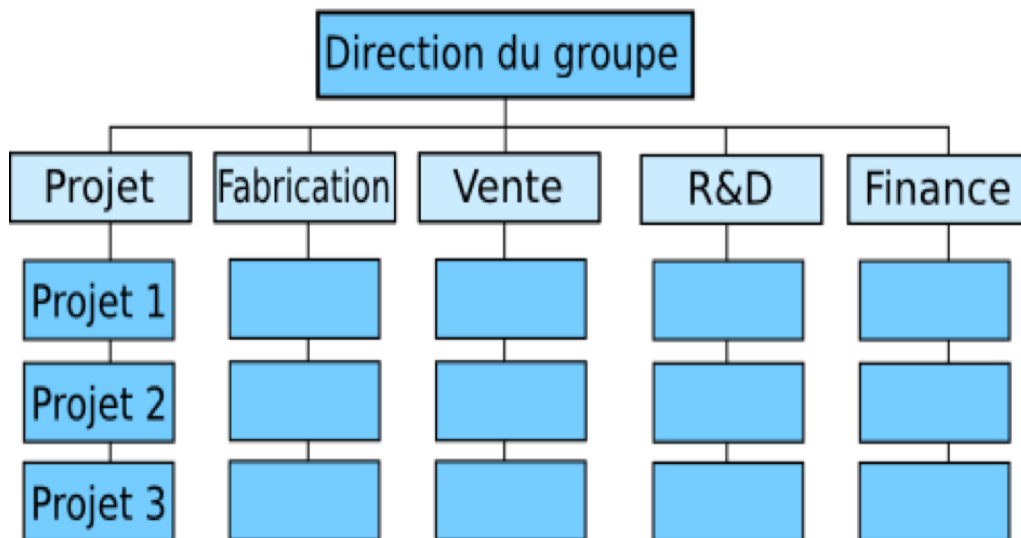 Direction du groupe
Projet
Fabrication
Vente
R&D
Finance
Projet 1
Projet 2
Projet 3